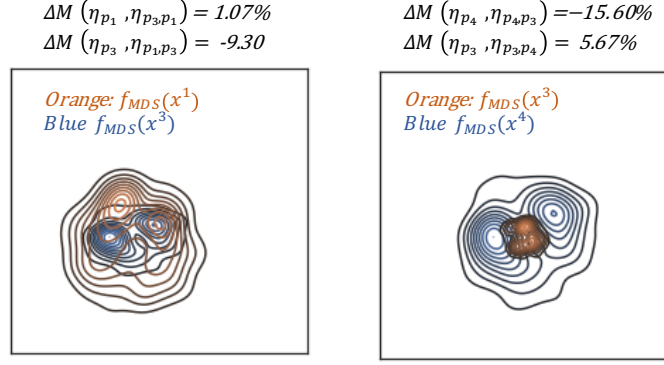 ΔM (η_{p_1} ,η_{p_3,p_1}) = 1.07%
ΔM (η_{p_3} ,η_{p_1,p_3}) = -9.30
Orange: f_{MDS}(x^1)
Blue f_{MDS}(x^3)
ΔM (η_{p_4} ,η_{p_4,p_3})=−15.60%
ΔM (η_{p_3} ,η_{p_3,p_4}) = 5.67%
Orange: f_{MDS}(x^3)
Blue f_{MDS}(x^4)